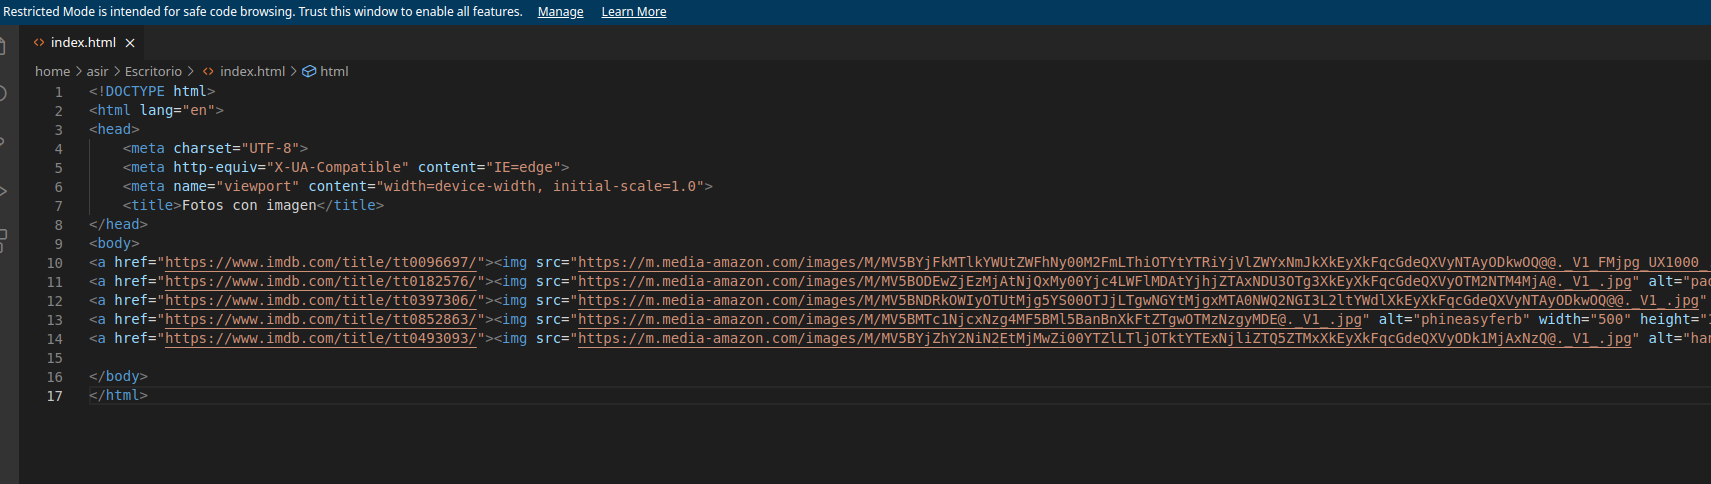 Restricted Mode is intended for safe code browsing. Trust this window to enable all features. Manage Learn More
index.html
home > asir > Escritorio > index.html > html
1 <!DOCTYPE html>
2 <html lang="en">
3 <head>
4 <meta charset="UTF-8">
5 <meta http-equiv="X-UA-Compatible" content="IE=edge">
6 <meta name="viewport" content="width=device-width, initial-scale=1.0">
7 <title>Fotos con imagen</title>
8 </head>
9 <body>
10 <a href="https://www.imdb.com/title/tt0096697/"><img src="https://m.media-amazon.com/images/M/MV5BYjFkMTlkYWUtZWFhNy00M2FmLThiOTYtYTRiYjVlZWYxNmJkXkEyXkFqcGdeQXVyNTAyODkwOQ@@._V1_FMjpg_UX1000_
11 <a href="https://www.imdb.com/title/tt0182576/"><img src="https://m.media-amazon.com/images/M/MV5BODEwZjEzMjAtNjQxMy00Yjc4LWFlMDAtYjhjZTAxNDU3OTg3XkEyXkFqcGdeQXVyOTM2NTM4MjA@._V1_.jpg" alt="pad
12 <a href="https://www.imdb.com/title/tt0397306/"><img src="https://m.media-amazon.com/images/M/MV5BNDRkOWIyOTUtMjg5YS00OTJjLTgwNGYtMjgxMTA0NWQ2NGI3L2ltYWdlXkEyXkFqcGdeQXVyNTAyODkwOQ@@._V1_.jpg"
13 <a href="https://www.imdb.com/title/tt0852863/"><img src="https://m.media-amazon.com/images/M/MV5BMTc1NjcxNzg4MF5BMl5BanBnXkFtZTgwOTMzNzgyMDE@._V1_.jpg" alt="phineasyferb" width="500" height="
14 <a href="https://www.imdb.com/title/tt0493093/"><img src="https://m.media-amazon.com/images/M/MV5BYjZhY2NiN2EtMjMwZi00YTZlLTljOTktYTExNjliZTQ5ZTMxXkEyXkFqcGdeQXVyODk1MjAxNzQ@._V1_.jpg" alt="har
15
16 </body>
17 </html>